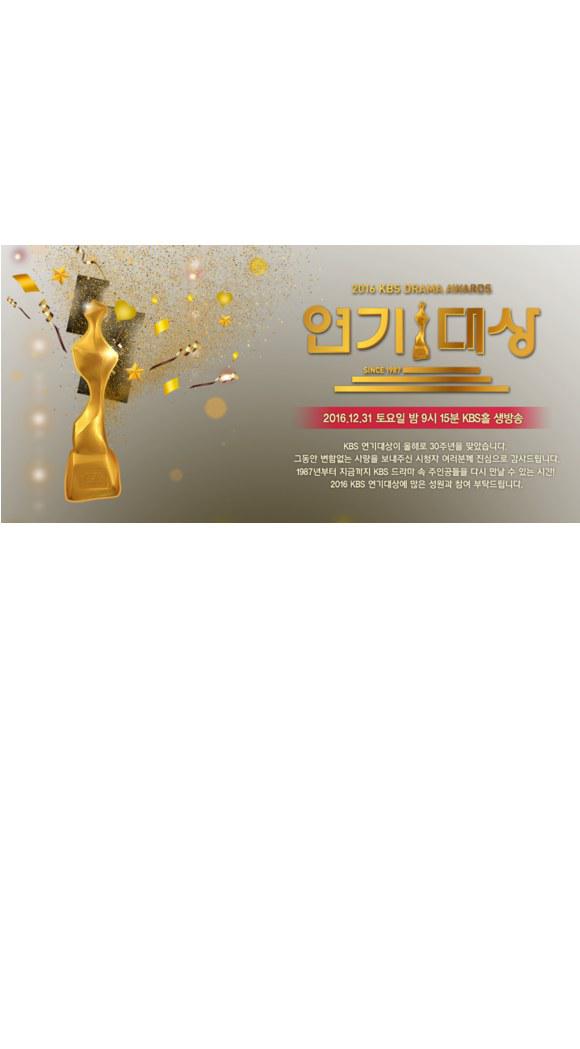 2016 KBS DRAMA AWARDS
연기대상
SINCE 1987
2016.12.31 토요일 밤 9시 15분 KBS홀 생방송
KBS 연기대상이 올해로 30주년을 맞았습니다.
그동안 변함없는 사랑을 보내주신 시청자 여러분께 진심으로 감사드립니다.
1987년부터 지금까지 KBS 드라마 속 주인공들을 다시 만날 수 있는 시간!
2016 KBS 연기대상에 많은 성원과 참여 부탁드립니다.